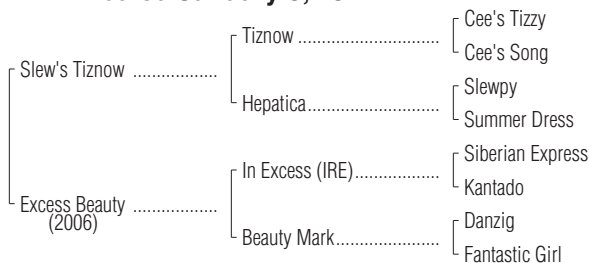 Slew's Tiznow
Excess Beauty
(2006)
Tiznow
Hepatica
In Excess (IRE)
Beauty Mark
Cee's Tizzy
Cee's Song
Slewpy
Summer Dress
Siberian Express
Kantado
Danzig
Fantastic Girl